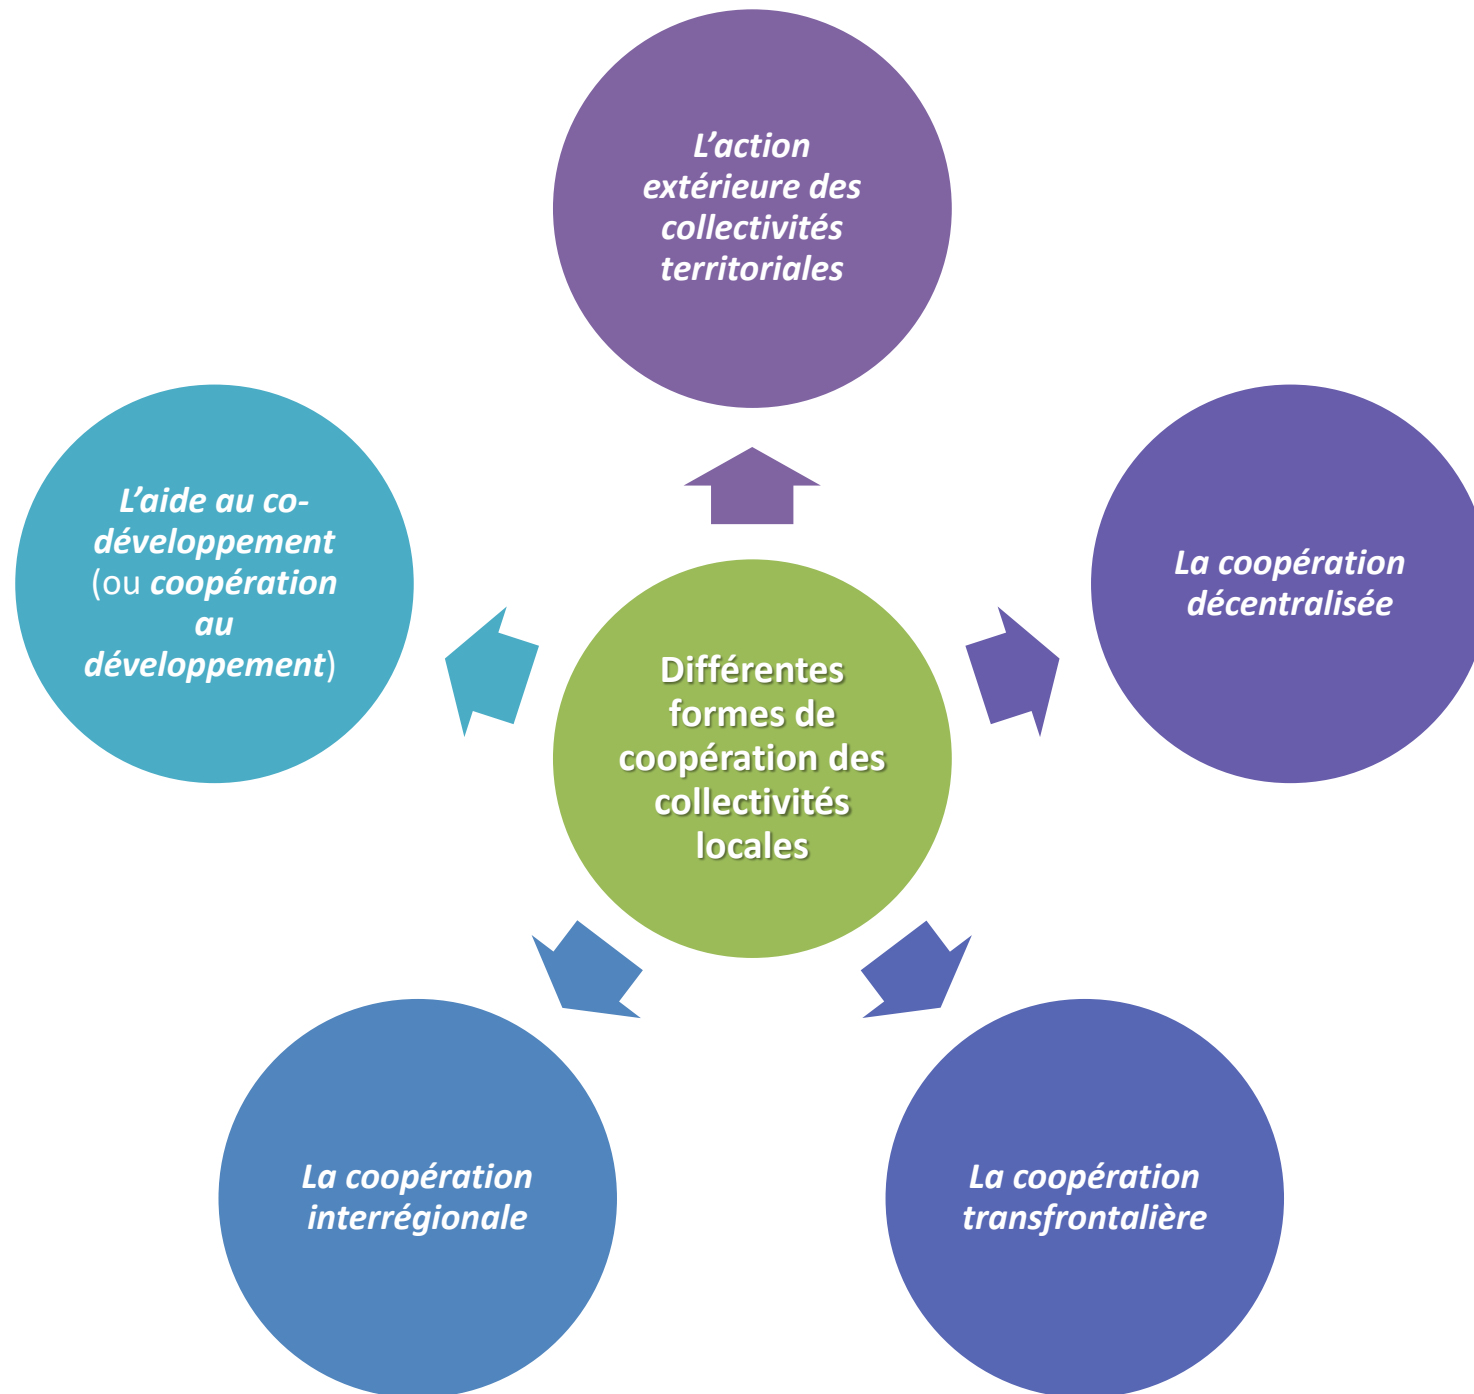 L’action
extérieure des
collectivités
territoriales
L’aide au co-
développement
(ou coopération
au
développement)
La coopération
décentralisée
Différentes
formes de
coopération des
collectivités
locales
La coopération
interrégionale
La coopération
transfrontalière